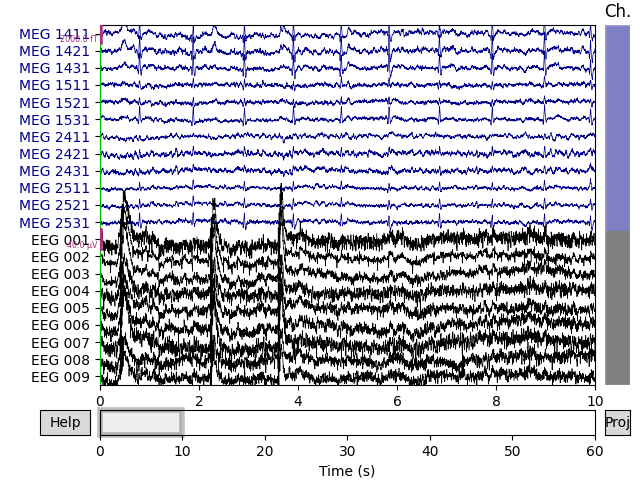 Ch.
MEG 1411
MEG 1421
MEG 1431
MEG 1511
MEG 1521
MEG 1531
MEG 2411
MEG 2421
MEG 2431
MEG 2511
MEG 2521
MEG 2531
EEG 001
EEG 002
EEG 003
EEG 004
EEG 005
EEG 006
EEG 007
EEG 008
EEG 009
0 2 4 6 8 10
Help Proj
0 10 20 30 40 50 60
Time (s)